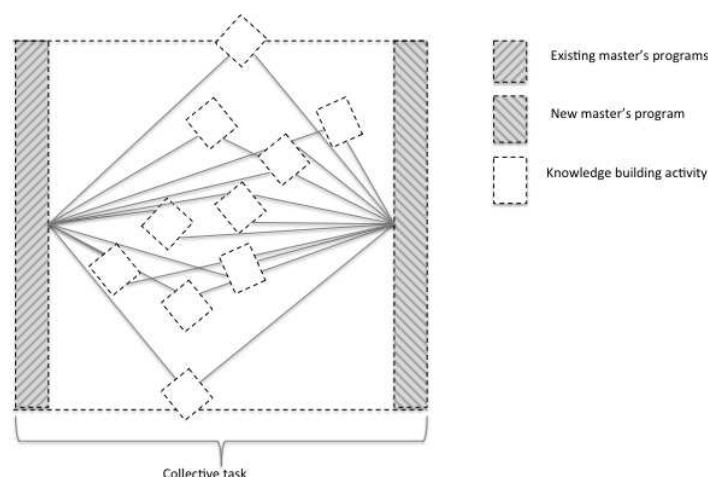 Existing master's programs
New master's program
Knowledge building activity
Collective task